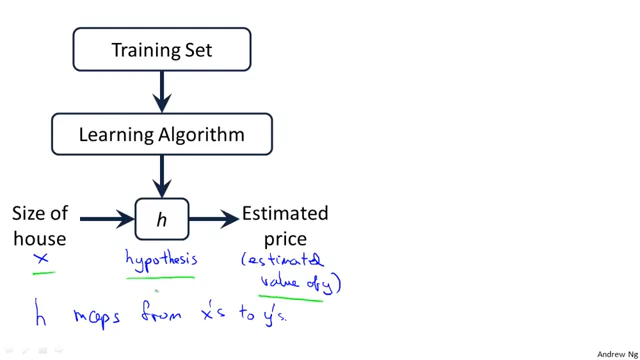 Training Set
Learning Algorithm
Size of house
h
Estimated price
x
hypothesis
(estimated value of y)
h maps from x's to y's.
Andrew Ng